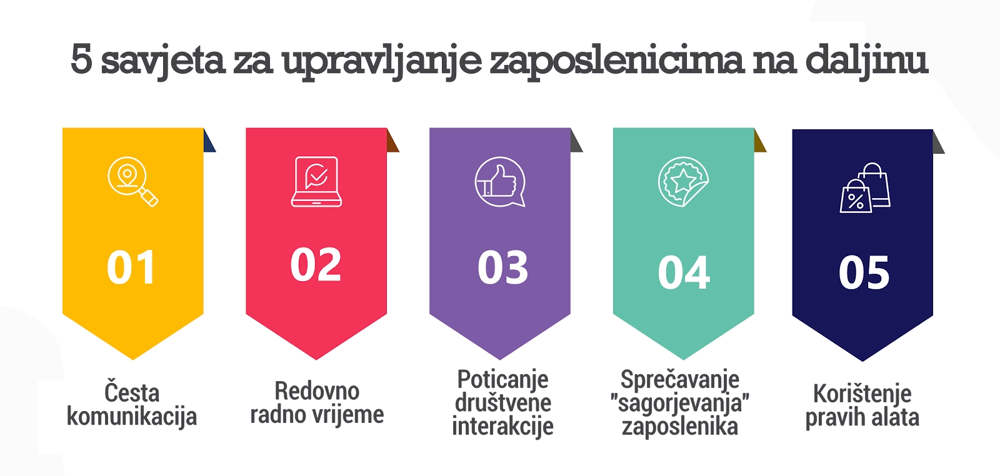 5 savjeta za upravljanje zaposlenicima na daljinu
01
Česta
komunikacija
02
Redovno
radno vrijeme
03
Poticanje
društvene
interakcije
04
Sprečavanje
"sagorjevanja"
zaposlenika
05
Korištenje
pravih alata